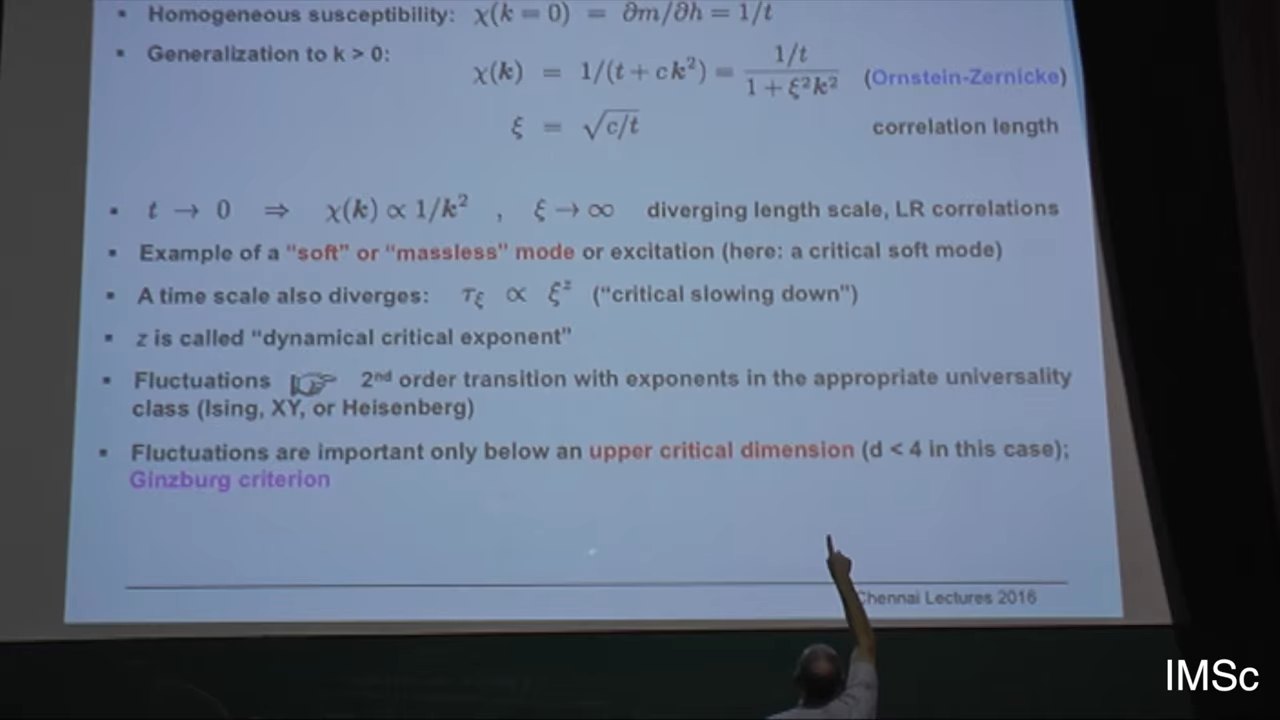 ▪ Homogeneous susceptibility: χ(k = 0) = ∂m/∂h = 1/t
▪ Generalization to k > 0:
χ(k) = 1/(t + ck²) = (1/t)/(1 + ξ²k²) (Ornstein-Zernicke)
ξ = √(c/t) correlation length
▪ t → 0 ⇒ χ(k) ∝ 1/k² , ξ → ∞ diverging length scale, LR correlations
▪ Example of a "soft" or "massless" mode or excitation (here: a critical soft mode)
▪ A time scale also diverges: τ_ξ ∝ ξ^z ("critical slowing down")
▪ z is called "dynamical critical exponent"
▪ Fluctuations ☞ 2nd order transition with exponents in the appropriate universality
class (Ising, XY, or Heisenberg)
▪ Fluctuations are important only below an upper critical dimension (d < 4 in this case);
Ginzburg criterion
Chennai Lectures 2016
IMSc